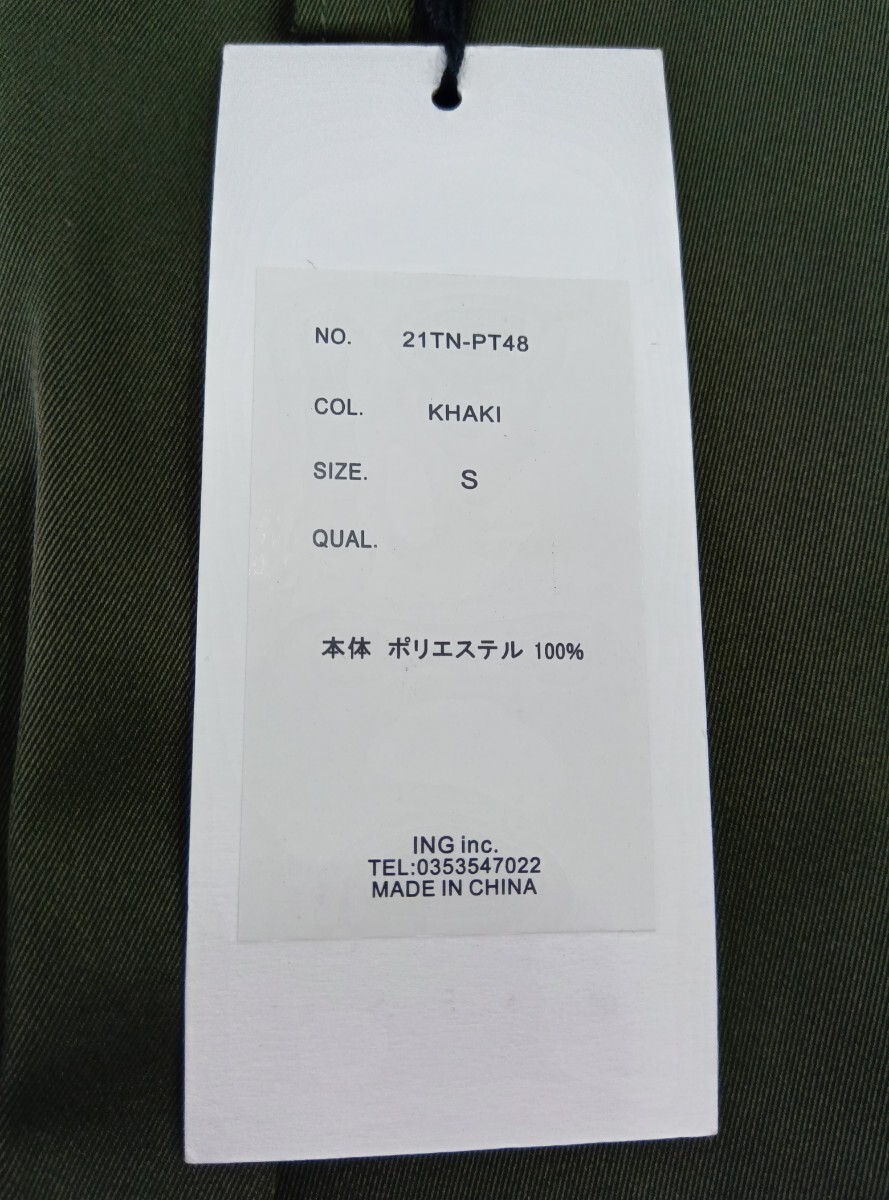 NO. 21TN-PT48
COL. KHAKI
SIZE. S
QUAL.
本体 ポリエステル 100%
ING inc.
TEL:0353547022
MADE IN CHINA